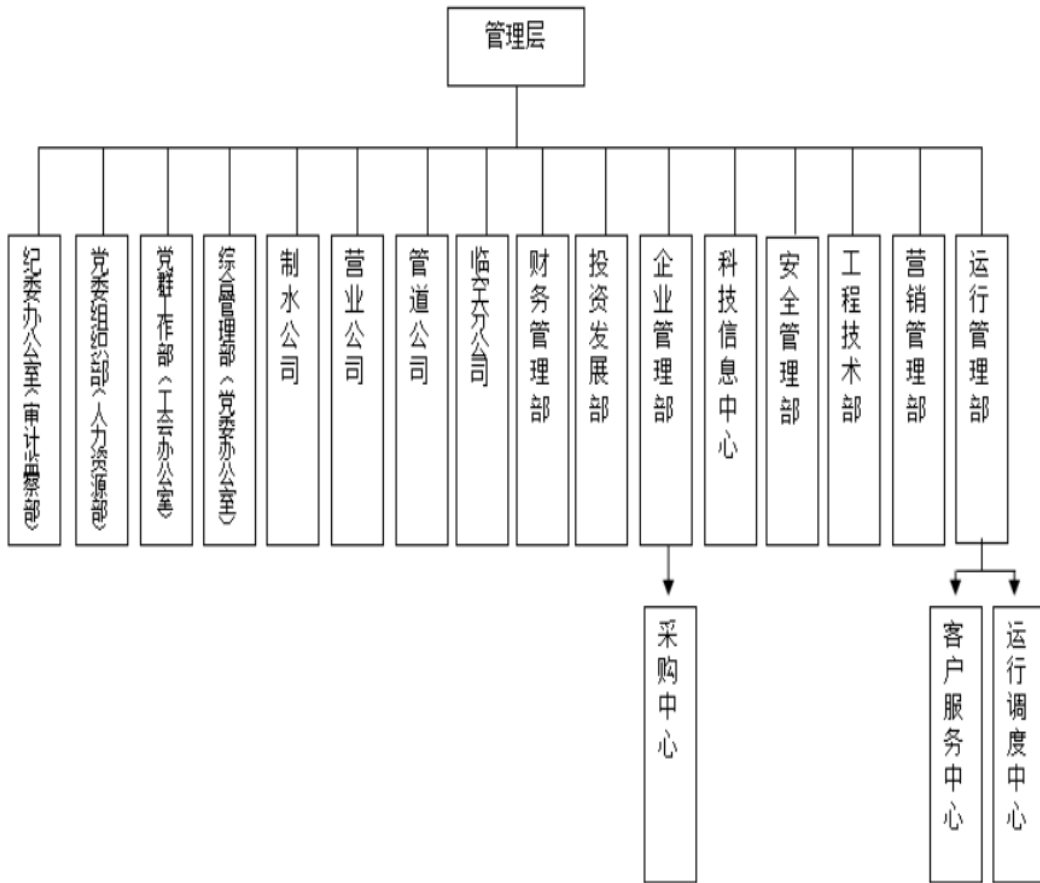 管理层
纪委办公室（审计监察部）
党委组织部（人力资源部）
党群工作部（工会办公室）
综合管理部（党委办公室）
制水公司
营业公司
管道公司
临空分公司
财务管理部
投资发展部
企业管理部
科技信息中心
安全管理部
工程技术部
营销管理部
运行管理部
采购中心
客户服务中心
运行调度中心